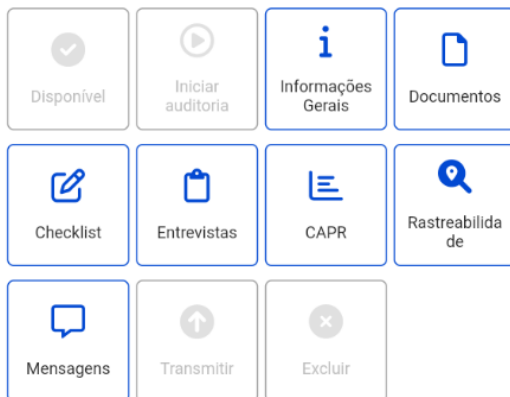 Disponível
Iniciar
auditoria
Informações
Gerais
Documentos
Checklist
Entrevistas
CAPR
Rastreabilida
de
Mensagens
Transmitir
Excluir